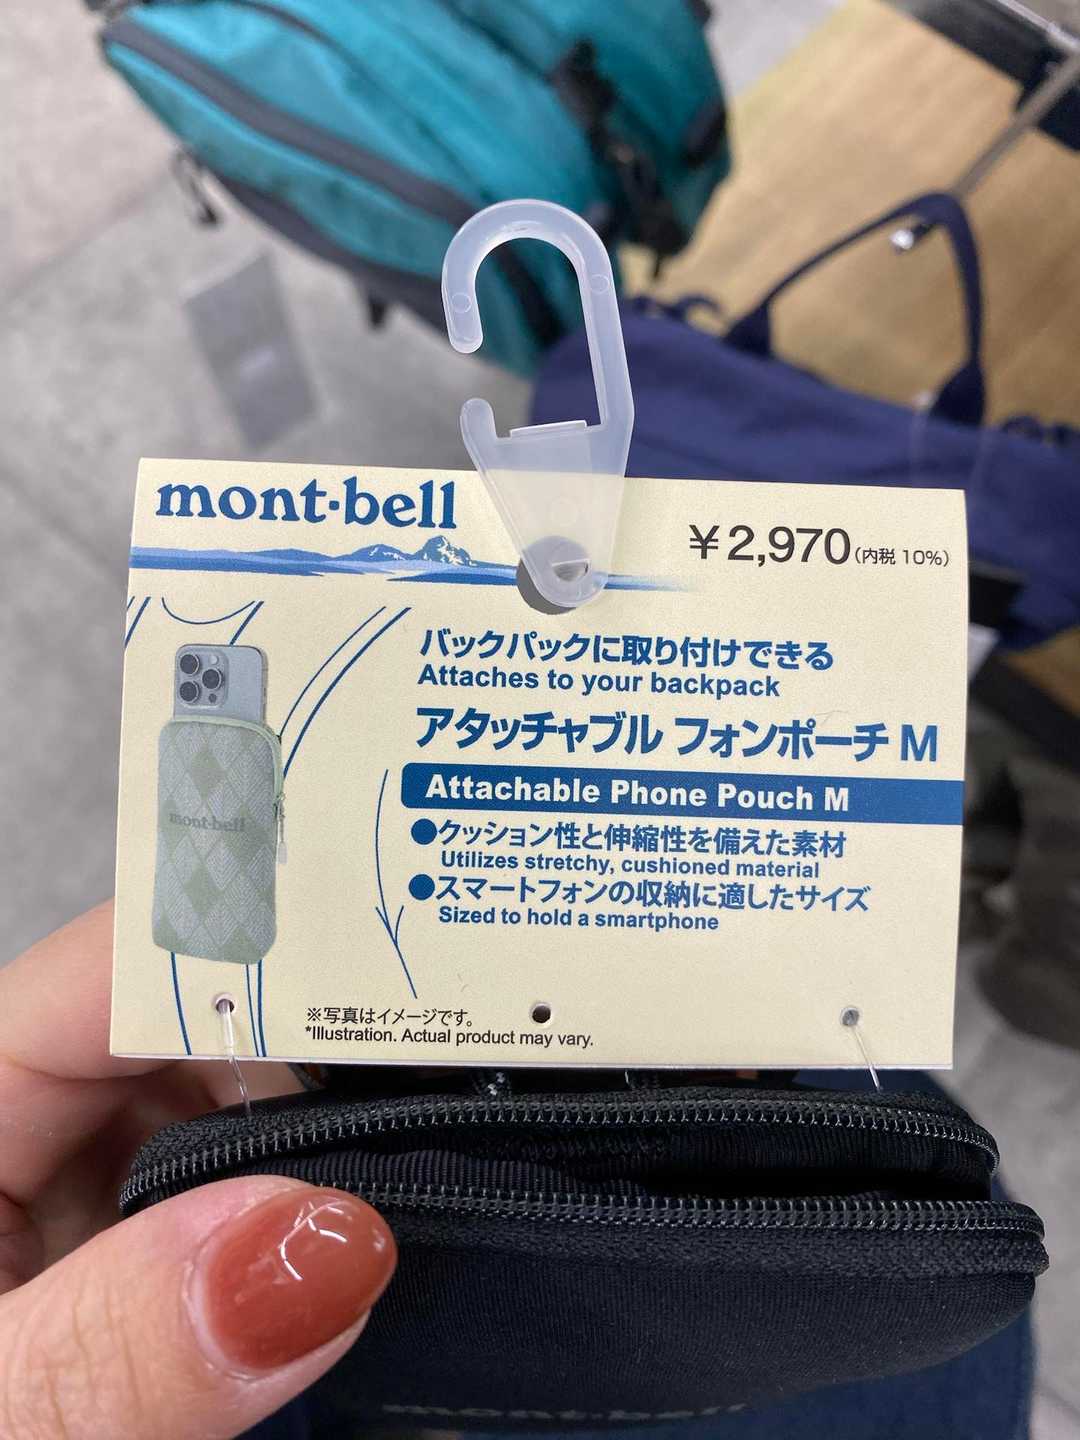 mont-bell
¥2,970(内税 10%)
バックパックに取り付けできる
Attaches to your backpack
アタッチャブル フォンポーチ M
Attachable Phone Pouch M
●クッション性と伸縮性を備えた素材
Utilizes stretchy, cushioned material
●スマートフォンの収納に適したサイズ
Sized to hold a smartphone
mont-bell
※写真はイメージです。
*Illustration. Actual product may vary.
mont-bell